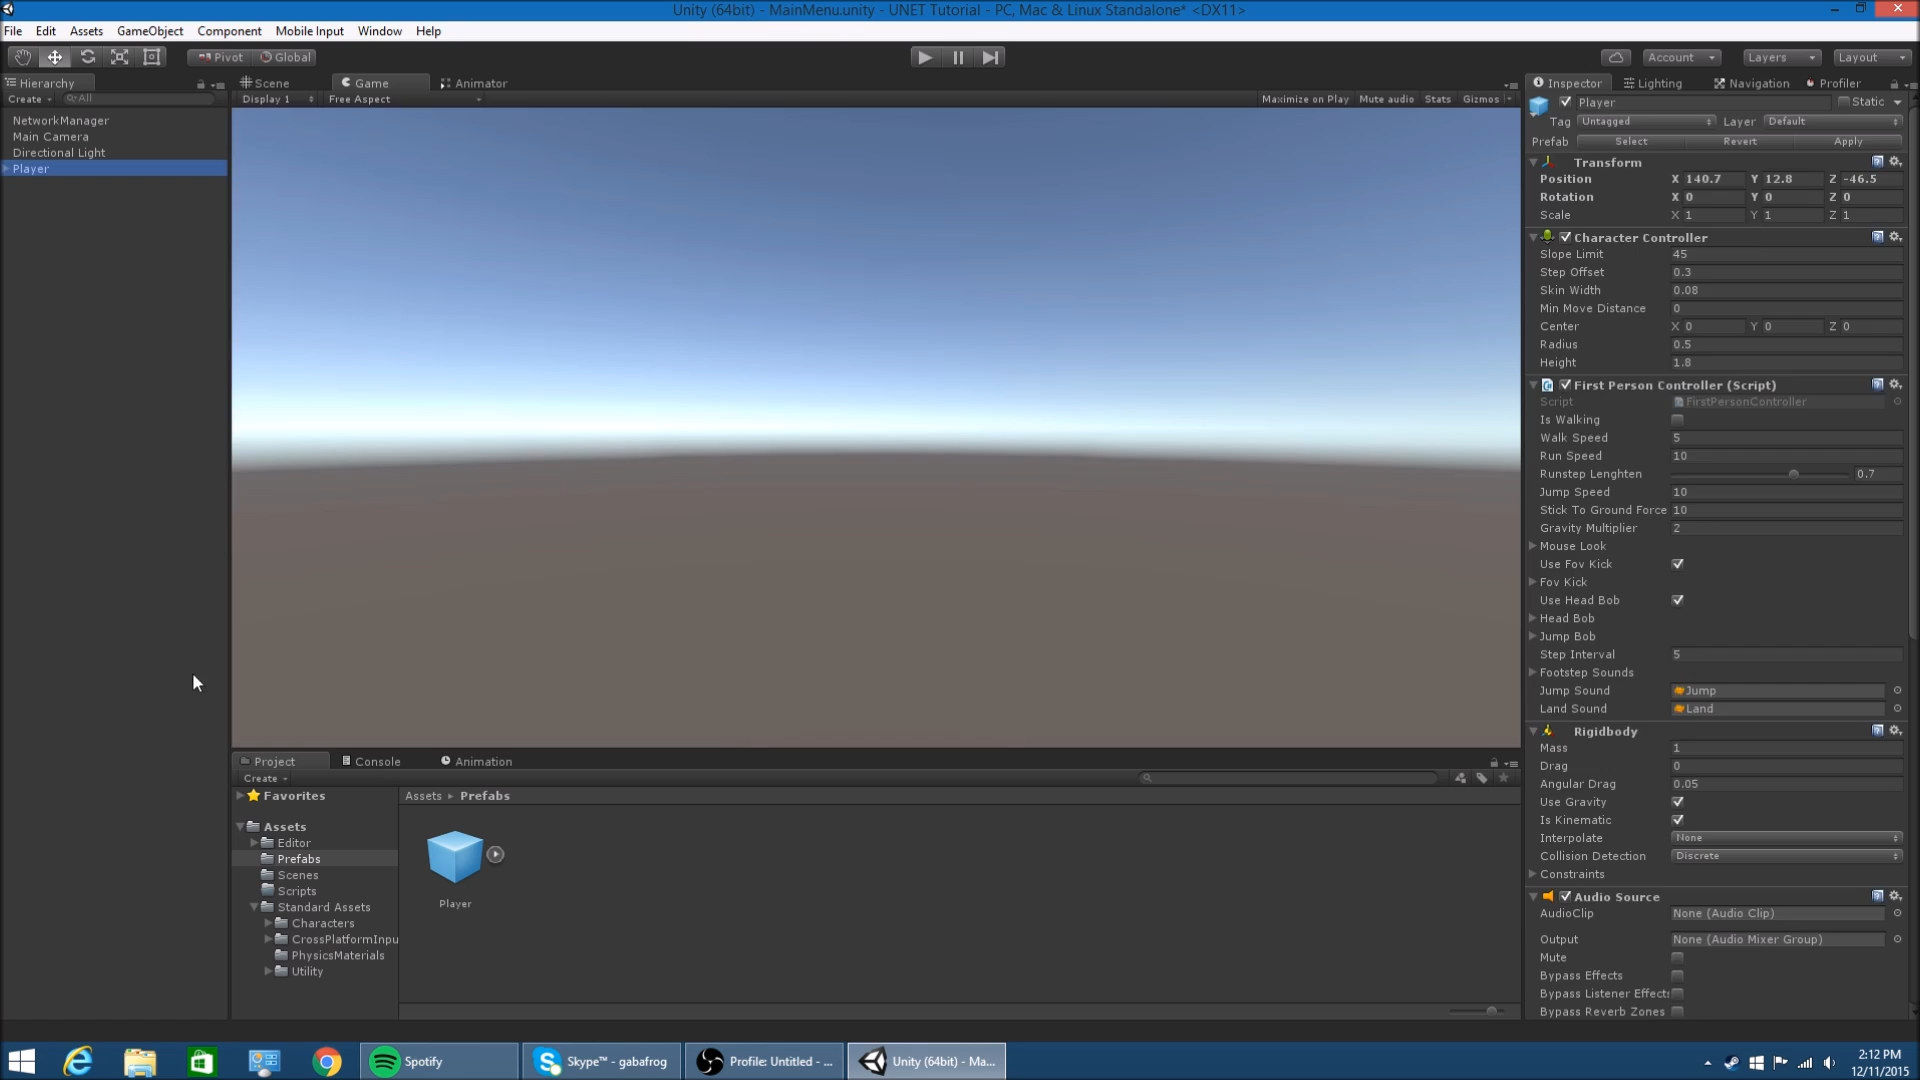 Unity (64bit) - MainMenu.unity - UNET Tutorial - PC, Mac & Linux Standalone* <DX11>
File Edit Assets GameObject Component Mobile Input Window Help
Pivot Global Account Layers Layout
Hierarchy
Create All
NetworkManager
Main Camera
Directional Light
Player
Scene Game Animator
Display 1 Free Aspect Maximize on Play Mute audio Stats Gizmos
Project Console Animation
Create
Favorites
Assets
Editor
Prefabs
Scenes
Scripts
Standard Assets
Characters
CrossPlatformInpu
PhysicsMaterials
Utility
Assets Prefabs
Player
Inspector Lighting Navigation Profiler
Player Static
Tag Untagged Layer Default
Prefab Select Revert Apply
Transform
Position X 140.7 Y 12.8 Z -46.5
Rotation X 0 Y 0 Z 0
Scale X 1 Y 1 Z 1
Character Controller
Slope Limit 45
Step Offset 0.3
Skin Width 0.08
Min Move Distance 0
Center X 0 Y 0 Z 0
Radius 0.5
Height 1.8
First Person Controller (Script)
Script FirstPersonController
Is Walking
Walk Speed 5
Run Speed 10
Runstep Lenghten 0.7
Jump Speed 10
Stick To Ground Force 10
Gravity Multiplier 2
Mouse Look
Use Fov Kick
Fov Kick
Use Head Bob
Head Bob
Jump Bob
Step Interval 5
Footstep Sounds
Jump Sound Jump
Land Sound Land
Rigidbody
Mass 1
Drag 0
Angular Drag 0.05
Use Gravity
Is Kinematic
Interpolate None
Collision Detection Discrete
Constraints
Audio Source
AudioClip None (Audio Clip)
Output None (Audio Mixer Group)
Mute
Bypass Effects
Bypass Listener Effects
Bypass Reverb Zones
Spotify
Skype™ - gabafrog
Profile: Untitled - ...
Unity (64bit) - Ma...
2:12 PM
12/11/2015